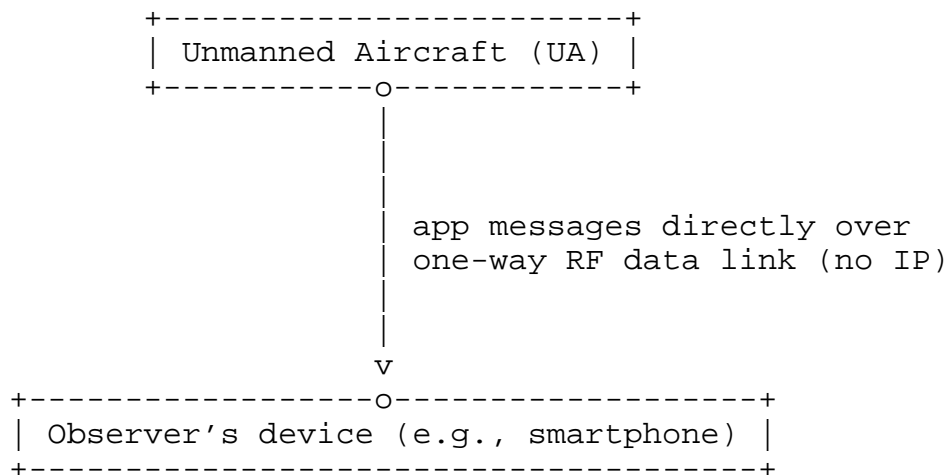 +---------------------------+
| Unmanned Aircraft (UA) |
+-----------o---------------+
|
|
|
| app messages directly over
| one-way RF data link (no IP)
|
|
v
+------------------o-------------------+
| Observer's device (e.g., smartphone) |
+--------------------------------------+